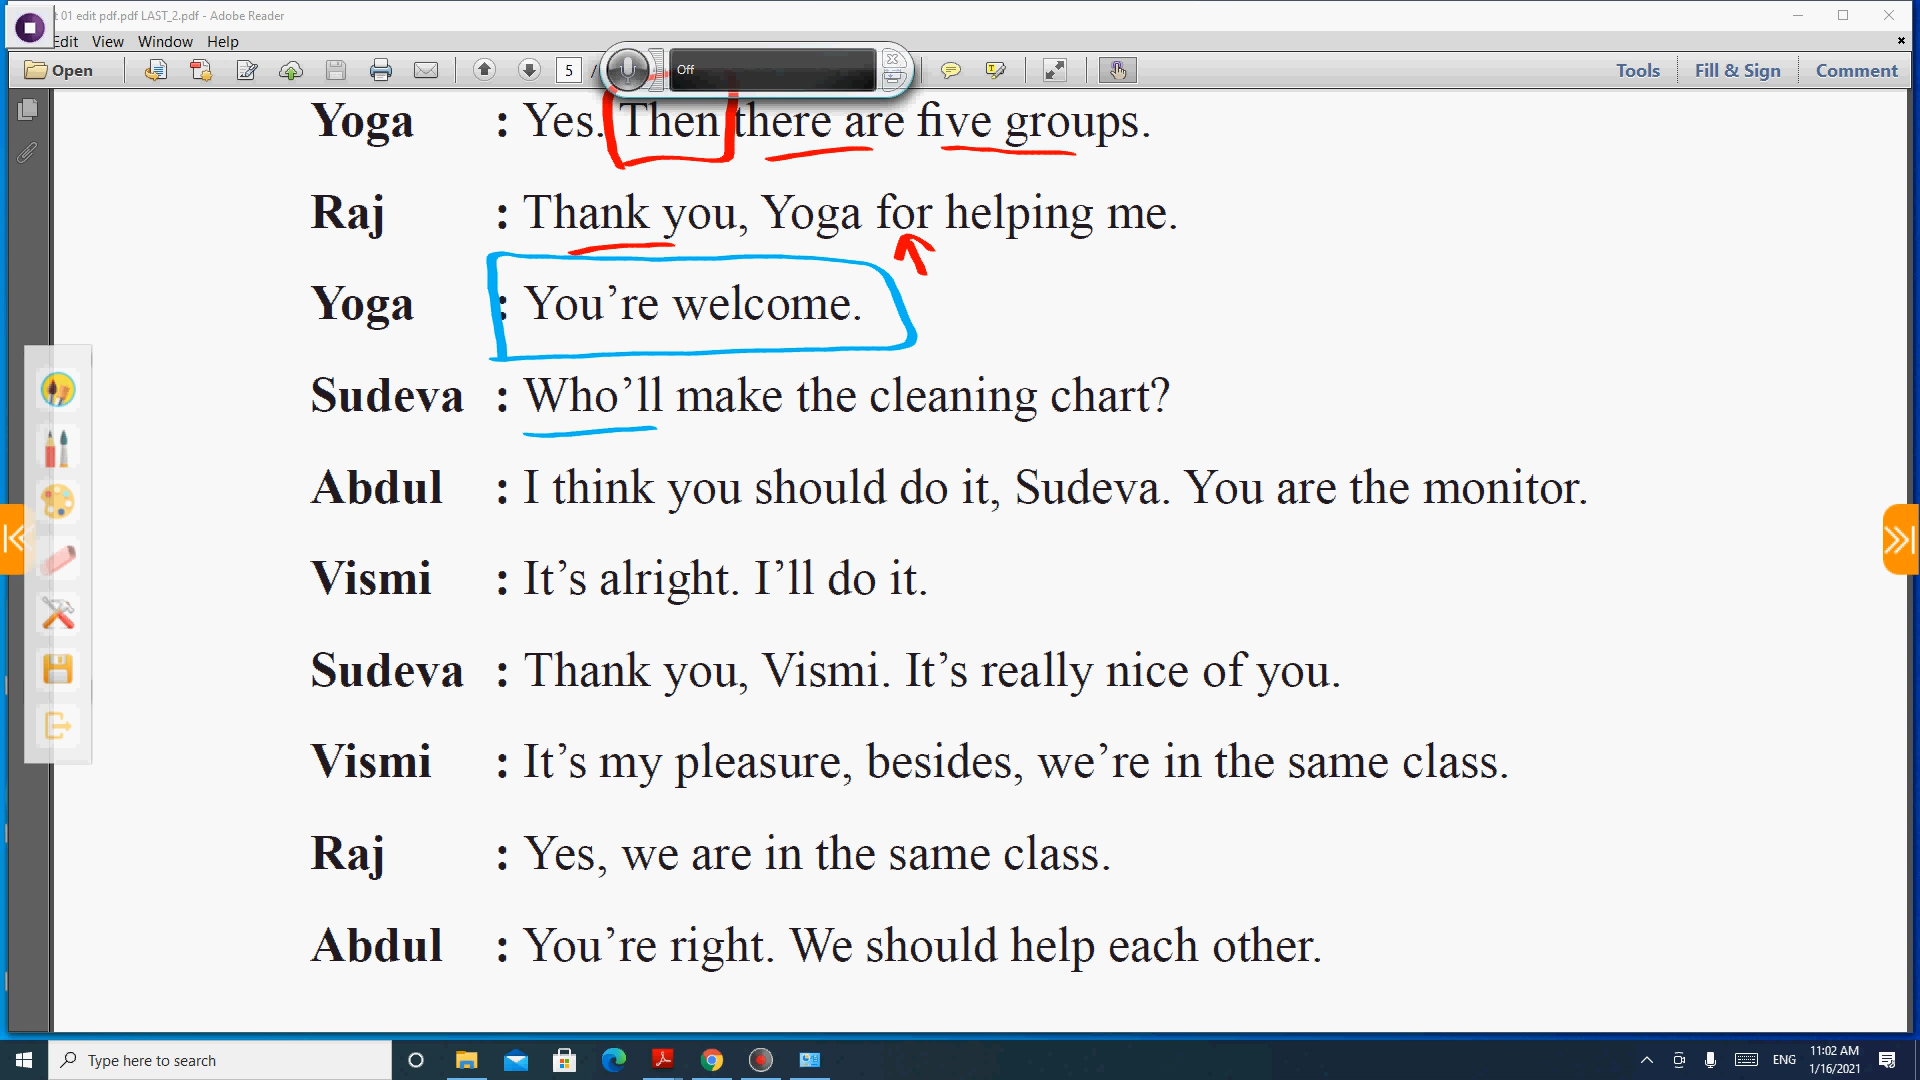 t 01 edit pdf.pdf LAST_2.pdf - Adobe Reader
Edit View Window Help
Open 5 / Off Tools Fill & Sign Comment
Yoga : Yes. Then there are five groups.
Raj : Thank you, Yoga for helping me.
Yoga : You’re welcome.
Sudeva : Who’ll make the cleaning chart?
Abdul : I think you should do it, Sudeva. You are the monitor.
Vismi : It’s alright. I’ll do it.
Sudeva : Thank you, Vismi. It’s really nice of you.
Vismi : It’s my pleasure, besides, we’re in the same class.
Raj : Yes, we are in the same class.
Abdul : You’re right. We should help each other.
Type here to search
ENG
11:02 AM
1/16/2021